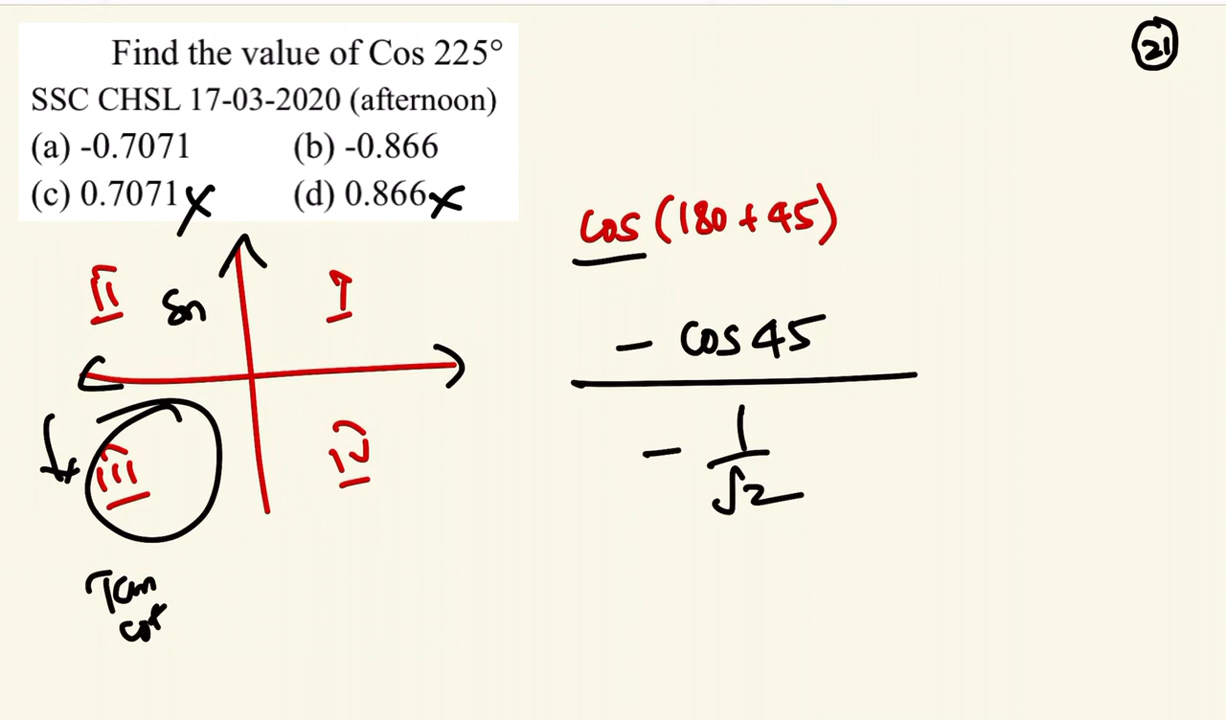 Find the value of Cos 225°
SSC CHSL 17-03-2020 (afternoon)
(a) -0.7071 (b) -0.866
(c) 0.7071 X (d) 0.866 X
21
cos (180 + 45)
II Sn I
- cos 45
III IV
- 1/√2
Tan
cot